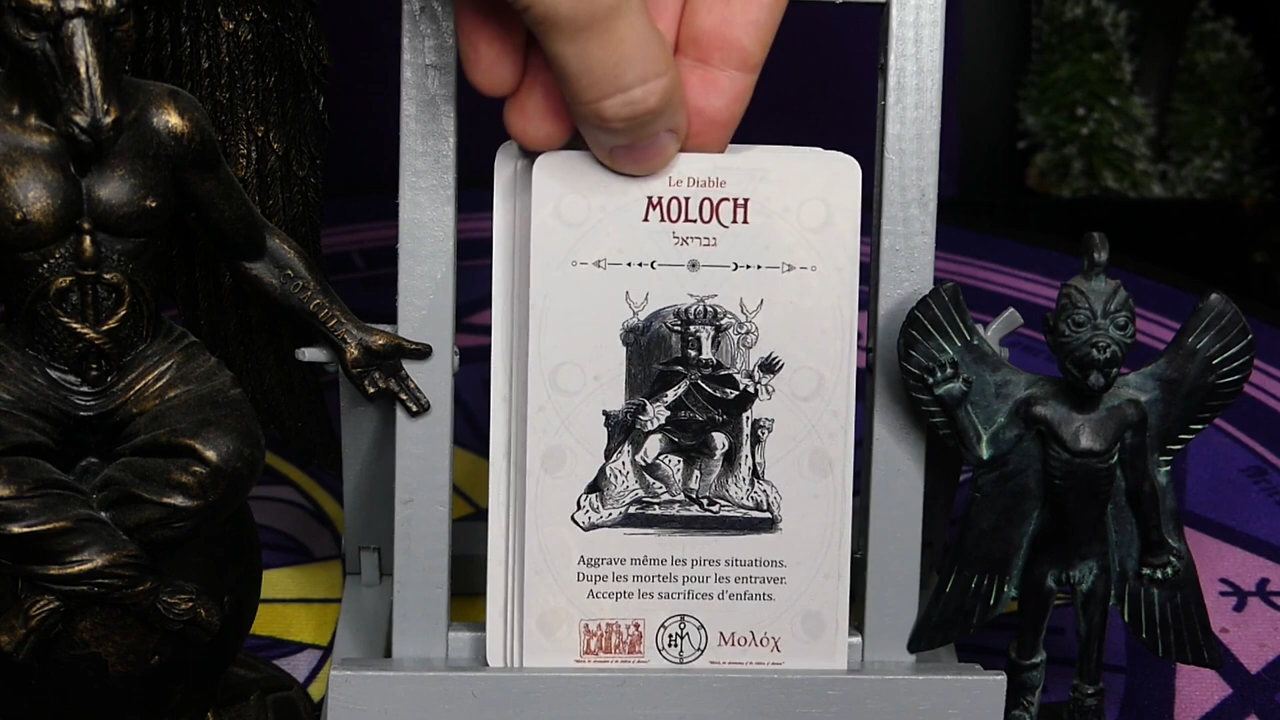 Le Diable
MOLOCH
גבריאל
Aggrave même les pires situations.
Dupe les mortels pour les entraver.
Accepte les sacrifices d'enfants.
Μολόχ
COAGULA